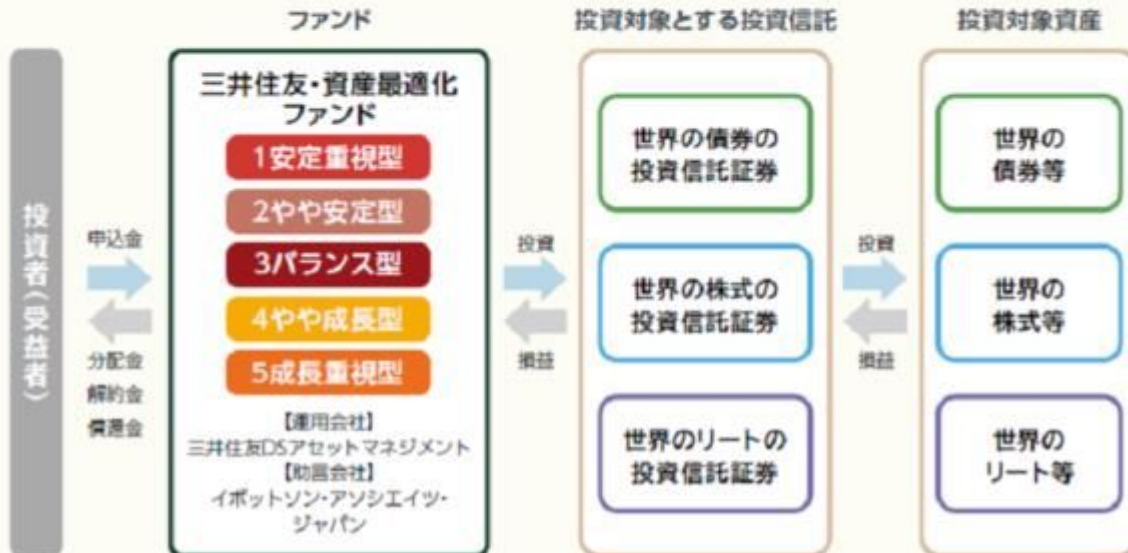 ファンド
投資対象とする投資信託
投資対象資産
投資者(受益者)
申込金
分配金
解約金
償還金
三井住友・資産最適化
ファンド
1安定重視型
2やや安定型
3バランス型
4やや成長型
5成長重視型
【運用会社】
三井住友DSアセットマネジメント
【助言会社】
イボットソン・アソシエイツ・
ジャパン
投資
損益
世界の債券の
投資信託証券
世界の株式の
投資信託証券
世界のリートの
投資信託証券
投資
損益
世界の
債券等
世界の
株式等
世界の
リート等